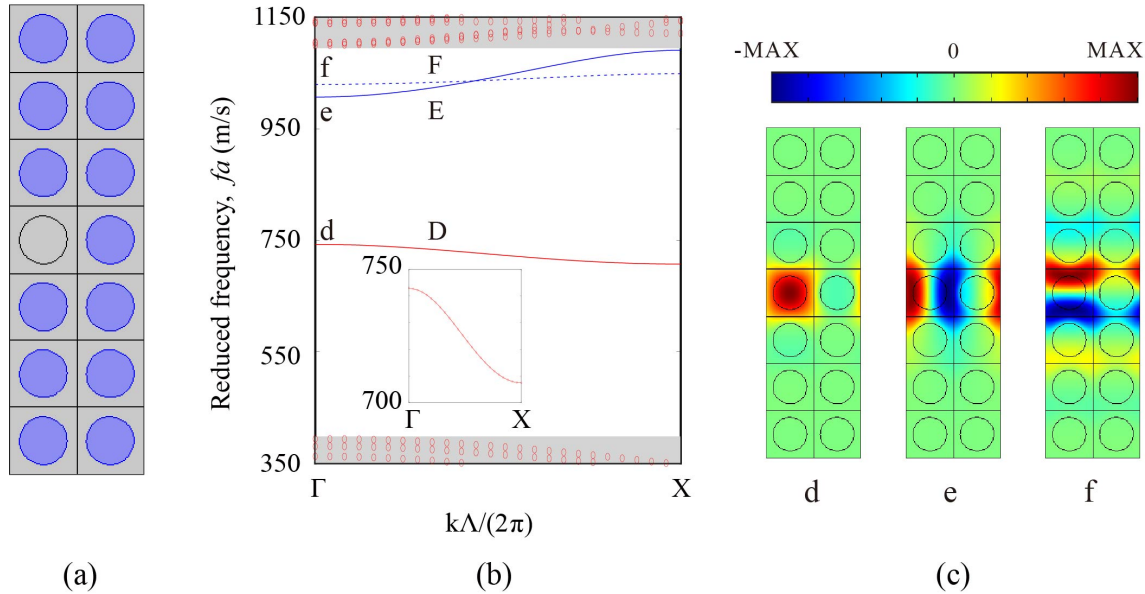 -MAX 0 MAX
1150
950
750
550
350
Reduced frequency, fa (m/s)
f F
e E
d D
750
700
Γ X
Γ X
kΛ/(2π)
d e f
(a) (b) (c)